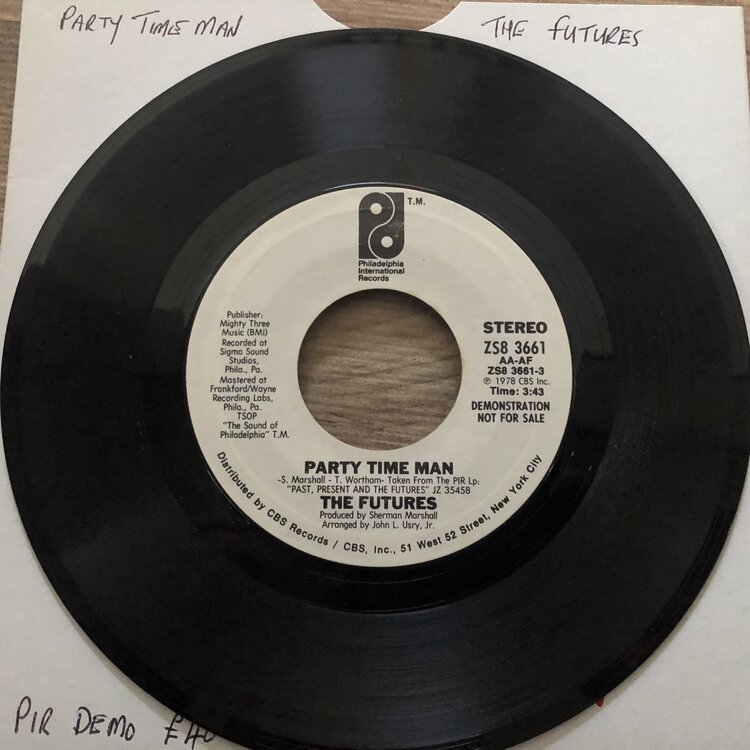 PARTY TIME MAN
THE FUTURES
T.M.
Philadelphia
International
Records
Publisher:
Mighty Three
Music (BMI)
Recorded at
Sigma Sound
Studios,
Phila., Pa.
Mastered at
Frankford/Wayne
Recording Labs,
Phila., Pa.
TSOP
"The Sound of
Philadelphia" T.M.
STEREO
ZS8 3661
AA-AF
ZS8 3661-3
℗ 1978 CBS Inc.
Time: 3:43
DEMONSTRATION
NOT FOR SALE
PARTY TIME MAN
-S. Marshall - T. Wortham- Taken From The PIR Lp:
"PAST, PRESENT AND THE FUTURES" JZ 35458
THE FUTURES
Produced by Sherman Marshall
Arranged by John L. Usry, Jr.
Distributed by CBS Records / CBS, Inc., 51 West 52 Street, New York City
PIR DEMO £40